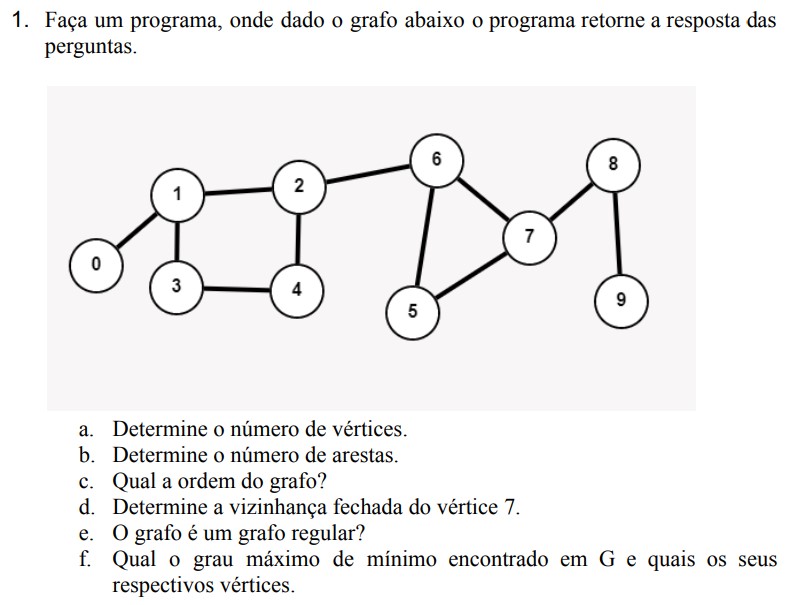 1. Faça um programa, onde dado o grafo abaixo o programa retorne a resposta das
perguntas.
6
8
1
2
7
0
3
4
9
5
a. Determine o número de vértices.
b. Determine o número de arestas.
c. Qual a ordem do grafo?
d. Determine a vizinhança fechada do vértice 7.
e. O grafo é um grafo regular?
f. Qual o grau máximo de mínimo encontrado em G e quais os seus
respectivos vértices.